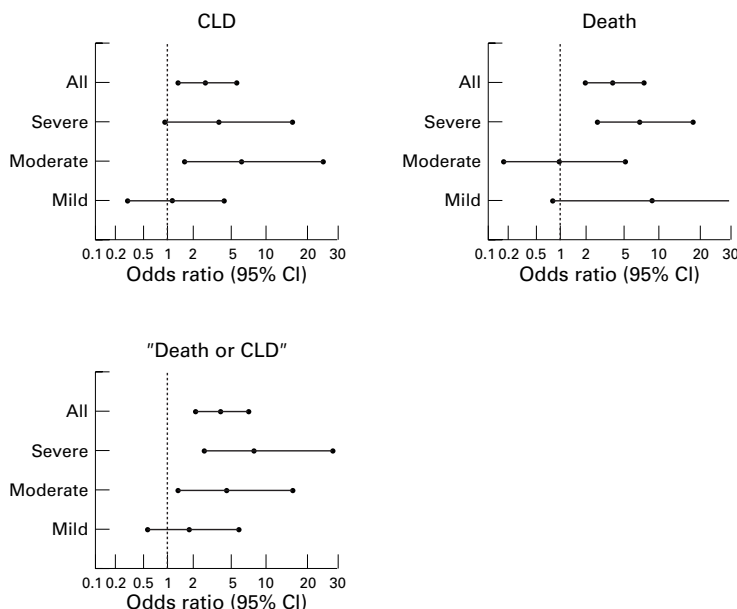 CLD
All
Severe
Moderate
Mild
0.1 0.2 0.5 1 2 5 10 20 30
Odds ratio (95% CI)
Death
All
Severe
Moderate
Mild
0.1 0.2 0.5 1 2 5 10 20 30
Odds ratio (95% CI)
"Death or CLD"
All
Severe
Moderate
Mild
0.1 0.2 0.5 1 2 5 10 20 30
Odds ratio (95% CI)